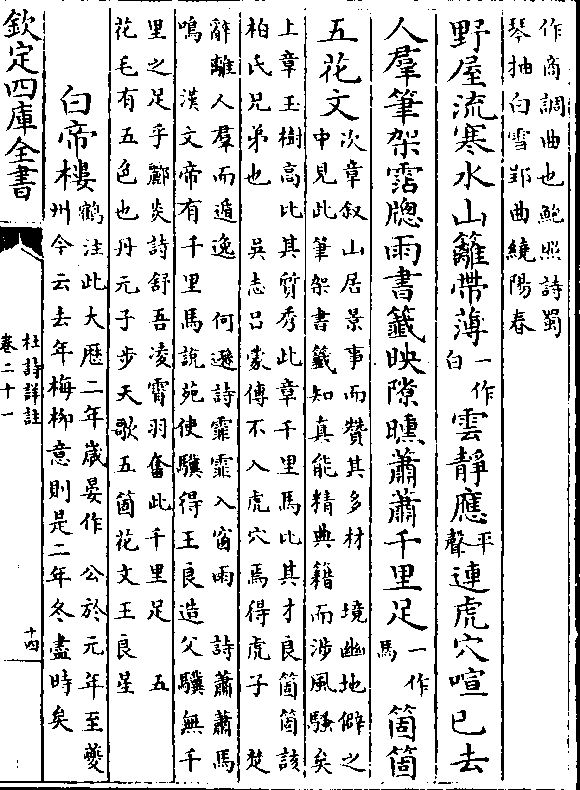 作商調曲也鮑照詩蜀
琴抽白雪郢曲繞陽春
野屋流寒水山籬帶薄一作白雲靜應平聲連虎穴喧已去
人羣筆架霑牕雨書籤映隙曛蕭蕭千里足一作馬箇箇
五花文次章叙山居景事而贊其多材境幽地僻之
中見此筆架書籤知真能精典籍而涉風騷矣
上章玉樹高比其質秀此章千里馬比其才良箇箇該
柏氏兄弟也 吳志呂蒙傳不入虎穴焉得虎子 楚
辭離人羣而遁逸 何遜詩霏霏入窗雨 詩蕭蕭馬
鳴 漢文帝有千里馬說苑使驥得王良造父驥無千
里之足乎酈炎詩舒吾凌霄羽奮此千里足 五
花毛有五色也丹元子步天歌五箇花文王良星
白帝樓鶴注此大歷二年歲晏作 公於元年至夔
州今云去年梅柳意則是二年冬盡時矣
欽定四庫全書
杜詩詳註
卷二十一
十四